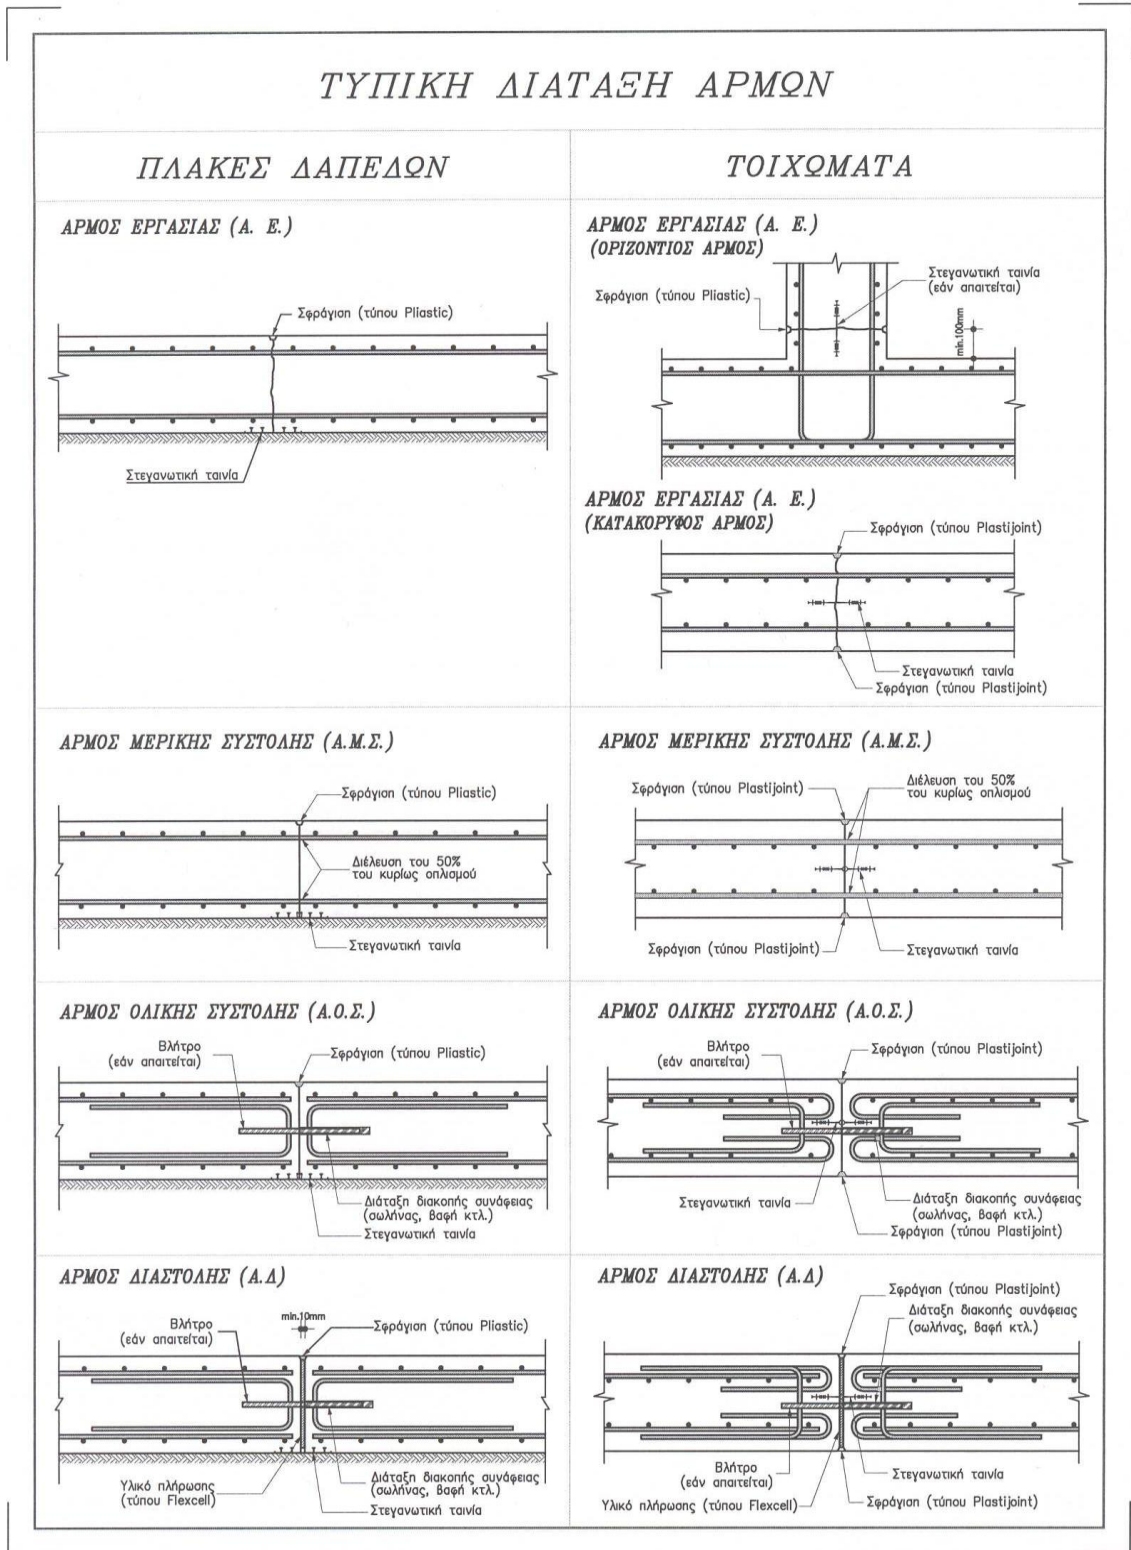 ΤΥΠΙΚΗ ΔΙΑΤΑΞΗ ΑΡΜΩΝ
ΠΛΑΚΕΣ ΔΑΠΕΔΩΝ
ΤΟΙΧΩΜΑΤΑ
ΑΡΜΟΣ ΕΡΓΑΣΙΑΣ (Α. Ε.)
Σφράγιση (τύπου Pliastic)
Στεγανωτική ταινία
ΑΡΜΟΣ ΕΡΓΑΣΙΑΣ (Α. Ε.)
(ΟΡΙΖΟΝΤΙΟΣ ΑΡΜΟΣ)
Στεγανωτική ταινία
(εάν απαιτείται)
Σφράγιση (τύπου Pliastic)
min.100mm
ΑΡΜΟΣ ΕΡΓΑΣΙΑΣ (Α. Ε.)
(ΚΑΤΑΚΟΡΥΦΟΣ ΑΡΜΟΣ)
Σφράγιση (τύπου Plastijoint)
Στεγανωτική ταινία
Σφράγιση (τύπου Plastijoint)
ΑΡΜΟΣ ΜΕΡΙΚΗΣ ΣΥΣΤΟΛΗΣ (Α.Μ.Σ.)
Σφράγιση (τύπου Pliastic)
Διέλευση του 50%
του κυρίως οπλισμού
Στεγανωτική ταινία
ΑΡΜΟΣ ΜΕΡΙΚΗΣ ΣΥΣΤΟΛΗΣ (Α.Μ.Σ.)
Σφράγιση (τύπου Plastijoint)
Διέλευση του 50%
του κυρίως οπλισμού
Σφράγιση (τύπου Plastijoint)
Στεγανωτική ταινία
ΑΡΜΟΣ ΟΛΙΚΗΣ ΣΥΣΤΟΛΗΣ (Α.Ο.Σ.)
Βλήτρο
(εάν απαιτείται)
Σφράγιση (τύπου Pliastic)
Διάταξη διακοπής συνάφειας
(σωλήνας, βαφή κτλ.)
Στεγανωτική ταινία
ΑΡΜΟΣ ΟΛΙΚΗΣ ΣΥΣΤΟΛΗΣ (Α.Ο.Σ.)
Βλήτρο
(εάν απαιτείται)
Σφράγιση (τύπου Plastijoint)
Στεγανωτική ταινία
Διάταξη διακοπής συνάφειας
(σωλήνας, βαφή κτλ.)
Σφράγιση (τύπου Plastijoint)
ΑΡΜΟΣ ΔΙΑΣΤΟΛΗΣ (Α.Δ)
min.10mm
Βλήτρο
(εάν απαιτείται)
Σφράγιση (τύπου Pliastic)
Υλικό πλήρωσης
(τύπου Flexcell)
Διάταξη διακοπής συνάφειας
(σωλήνας, βαφή κτλ.)
Στεγανωτική ταινία
ΑΡΜΟΣ ΔΙΑΣΤΟΛΗΣ (Α.Δ)
Σφράγιση (τύπου Plastijoint)
Διάταξη διακοπής συνάφειας
(σωλήνας, βαφή κτλ.)
Βλήτρο
(εάν απαιτείται)
Στεγανωτική ταινία
Υλικό πλήρωσης (τύπου Flexcell)
Σφράγιση (τύπου Plastijoint)